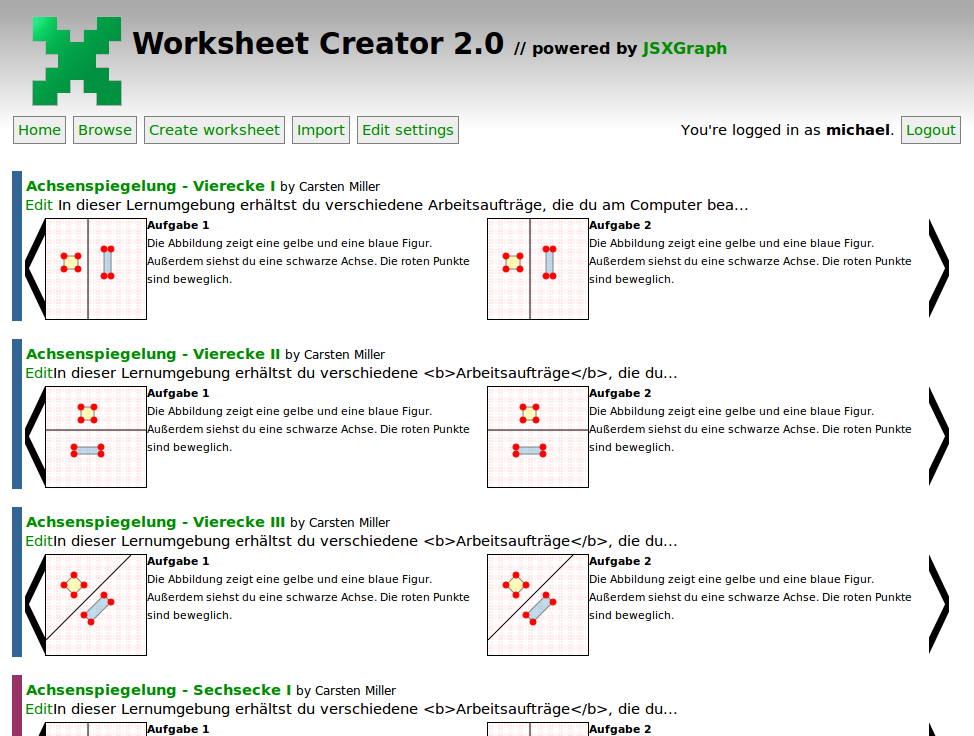 Worksheet Creator 2.0 // powered by JSXGraph
Home Browse Create worksheet Import Edit settings You're logged in as michael. Logout
Achsenspiegelung - Vierecke I by Carsten Miller
Edit In dieser Lernumgebung erhältst du verschiedene Arbeitsaufträge, die du am Computer bea...
Aufgabe 1
Die Abbildung zeigt eine gelbe und eine blaue Figur.
Außerdem siehst du eine schwarze Achse. Die roten Punkte
sind beweglich.
Aufgabe 2
Die Abbildung zeigt eine gelbe und eine blaue Figur.
Außerdem siehst du eine schwarze Achse. Die roten Punkte
sind beweglich.
Achsenspiegelung - Vierecke II by Carsten Miller
EditIn dieser Lernumgebung erhältst du verschiedene <b>Arbeitsaufträge</b>, die du...
Aufgabe 1
Die Abbildung zeigt eine gelbe und eine blaue Figur.
Außerdem siehst du eine schwarze Achse. Die roten Punkte
sind beweglich.
Aufgabe 2
Die Abbildung zeigt eine gelbe und eine blaue Figur.
Außerdem siehst du eine schwarze Achse. Die roten Punkte
sind beweglich.
Achsenspiegelung - Vierecke III by Carsten Miller
EditIn dieser Lernumgebung erhältst du verschiedene <b>Arbeitsaufträge</b>, die du...
Aufgabe 1
Die Abbildung zeigt eine gelbe und eine blaue Figur.
Außerdem siehst du eine schwarze Achse. Die roten Punkte
sind beweglich.
Aufgabe 2
Die Abbildung zeigt eine gelbe und eine blaue Figur.
Außerdem siehst du eine schwarze Achse. Die roten Punkte
sind beweglich.
Achsenspiegelung - Sechsecke I by Carsten Miller
EditIn dieser Lernumgebung erhältst du verschiedene <b>Arbeitsaufträge</b>, die du...
Aufgabe 1
Aufgabe 2